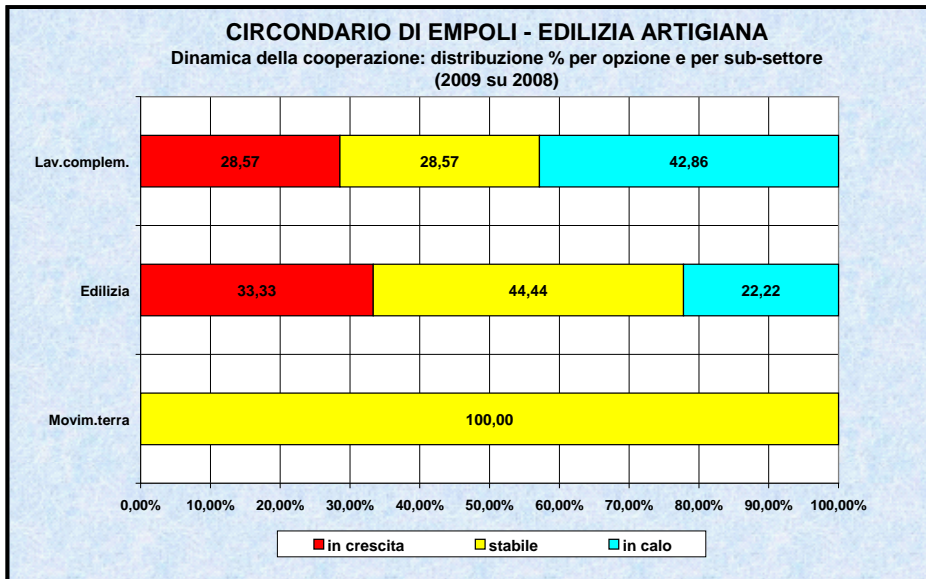 CIRCONDARIO DI EMPOLI - EDILIZIA ARTIGIANA
Dinamica della cooperazione: distribuzione % per opzione e per sub-settore
(2009 su 2008)
Lav.complem.
28,57
28,57
42,86
Edilizia
33,33
44,44
22,22
Movim.terra
100,00
0,00% 10,00% 20,00% 30,00% 40,00% 50,00% 60,00% 70,00% 80,00% 90,00% 100,00%
in crescita stabile in calo